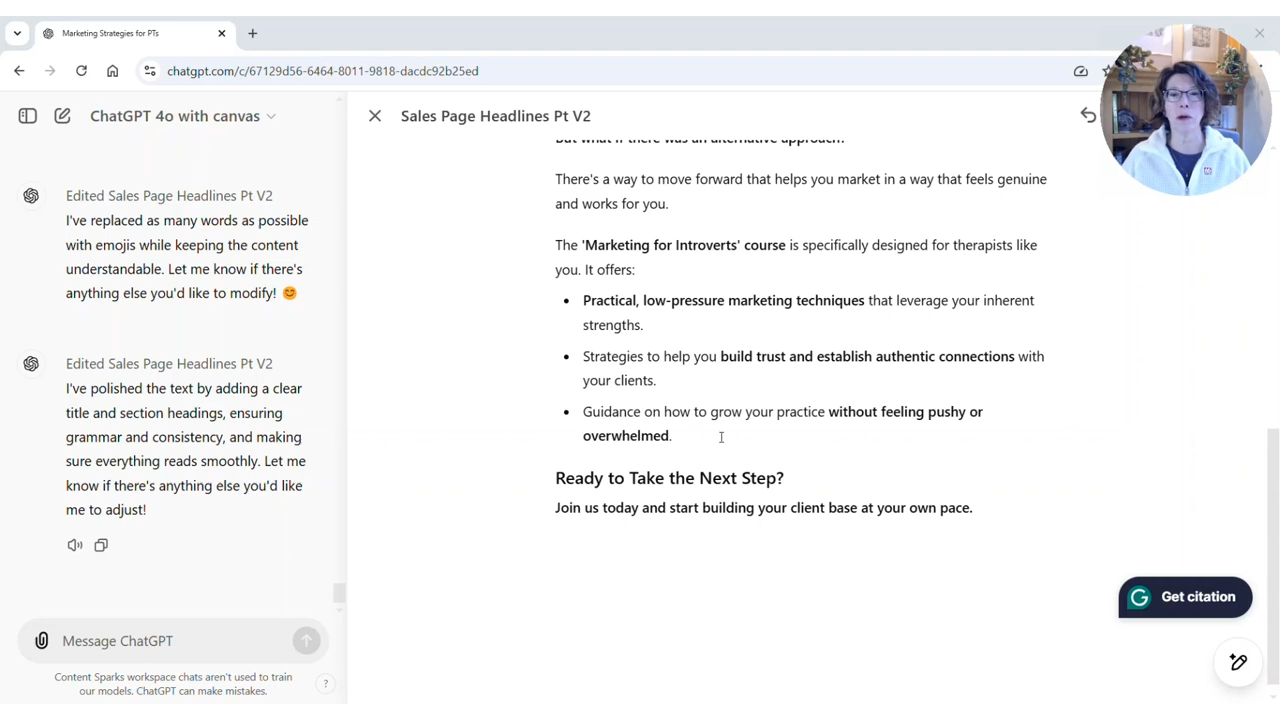 Marketing Strategies for PTs
chatgpt.com/c/67129d56-6464-8011-9818-dacdc92b25ed
ChatGPT 4o with canvas
Sales Page Headlines Pt V2
Edited Sales Page Headlines Pt V2
I've replaced as many words as possible
with emojis while keeping the content
understandable. Let me know if there's
anything else you'd like to modify! 😊
Edited Sales Page Headlines Pt V2
I've polished the text by adding a clear
title and section headings, ensuring
grammar and consistency, and making
sure everything reads smoothly. Let me
know if there's anything else you'd like
me to adjust!
Message ChatGPT
Content Sparks workspace chats aren't used to train
our models. ChatGPT can make mistakes.
?
But what if there was an alternative approach?
There's a way to move forward that helps you market in a way that feels genuine
and works for you.
The 'Marketing for Introverts' course is specifically designed for therapists like
you. It offers:
• Practical, low-pressure marketing techniques that leverage your inherent
strengths.
• Strategies to help you build trust and establish authentic connections with
your clients.
• Guidance on how to grow your practice without feeling pushy or
overwhelmed.
Ready to Take the Next Step?
Join us today and start building your client base at your own pace.
Get citation